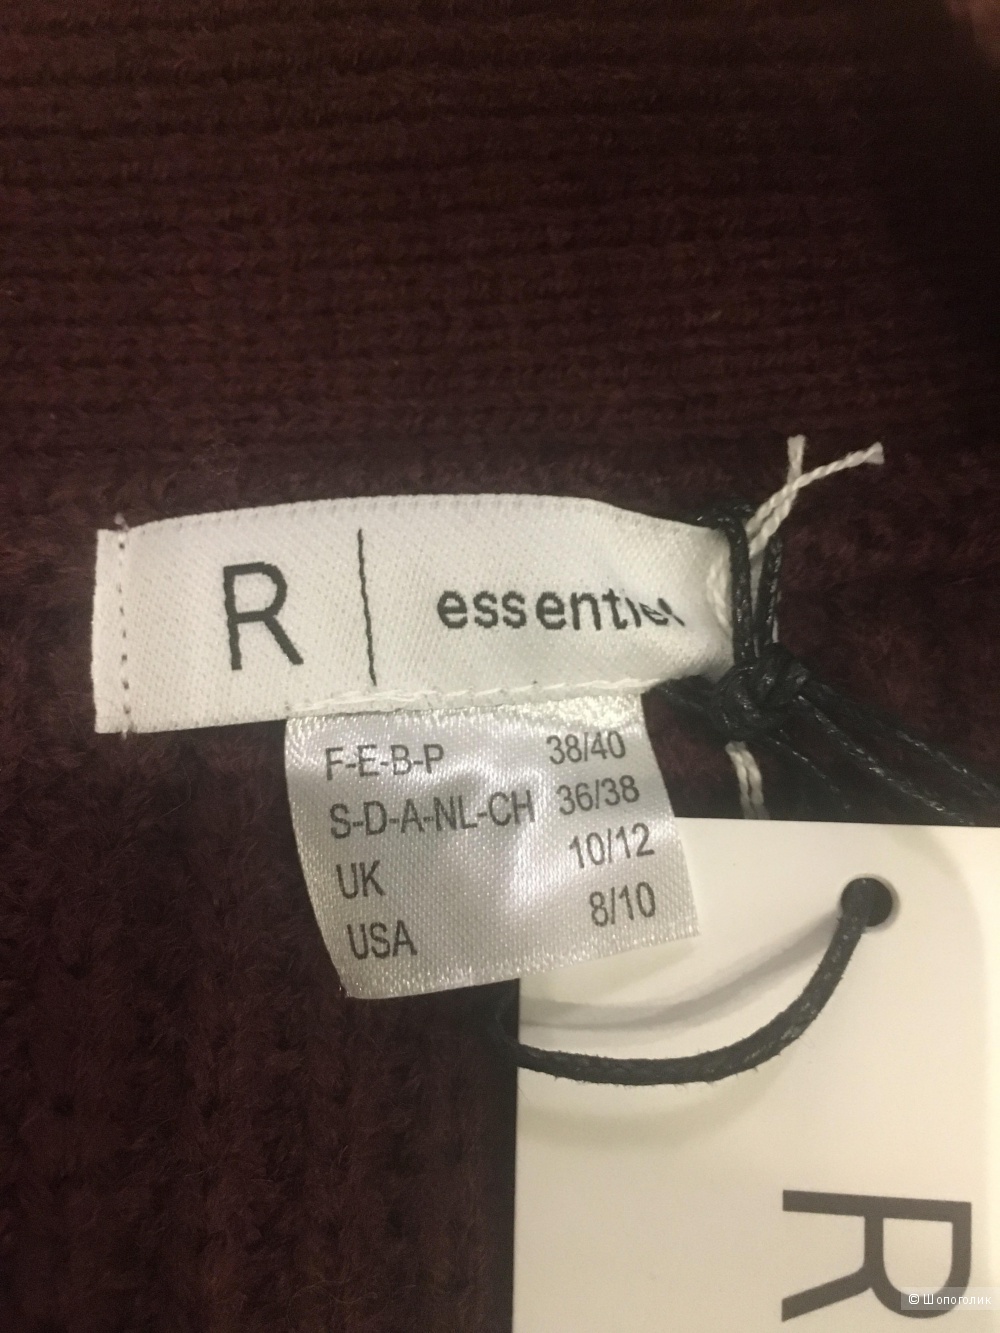 R | essentiel
F-E-B-P 38/40
S-D-A-NL-CH 36/38
UK 10/12
USA 8/10
R
© Шопоголик